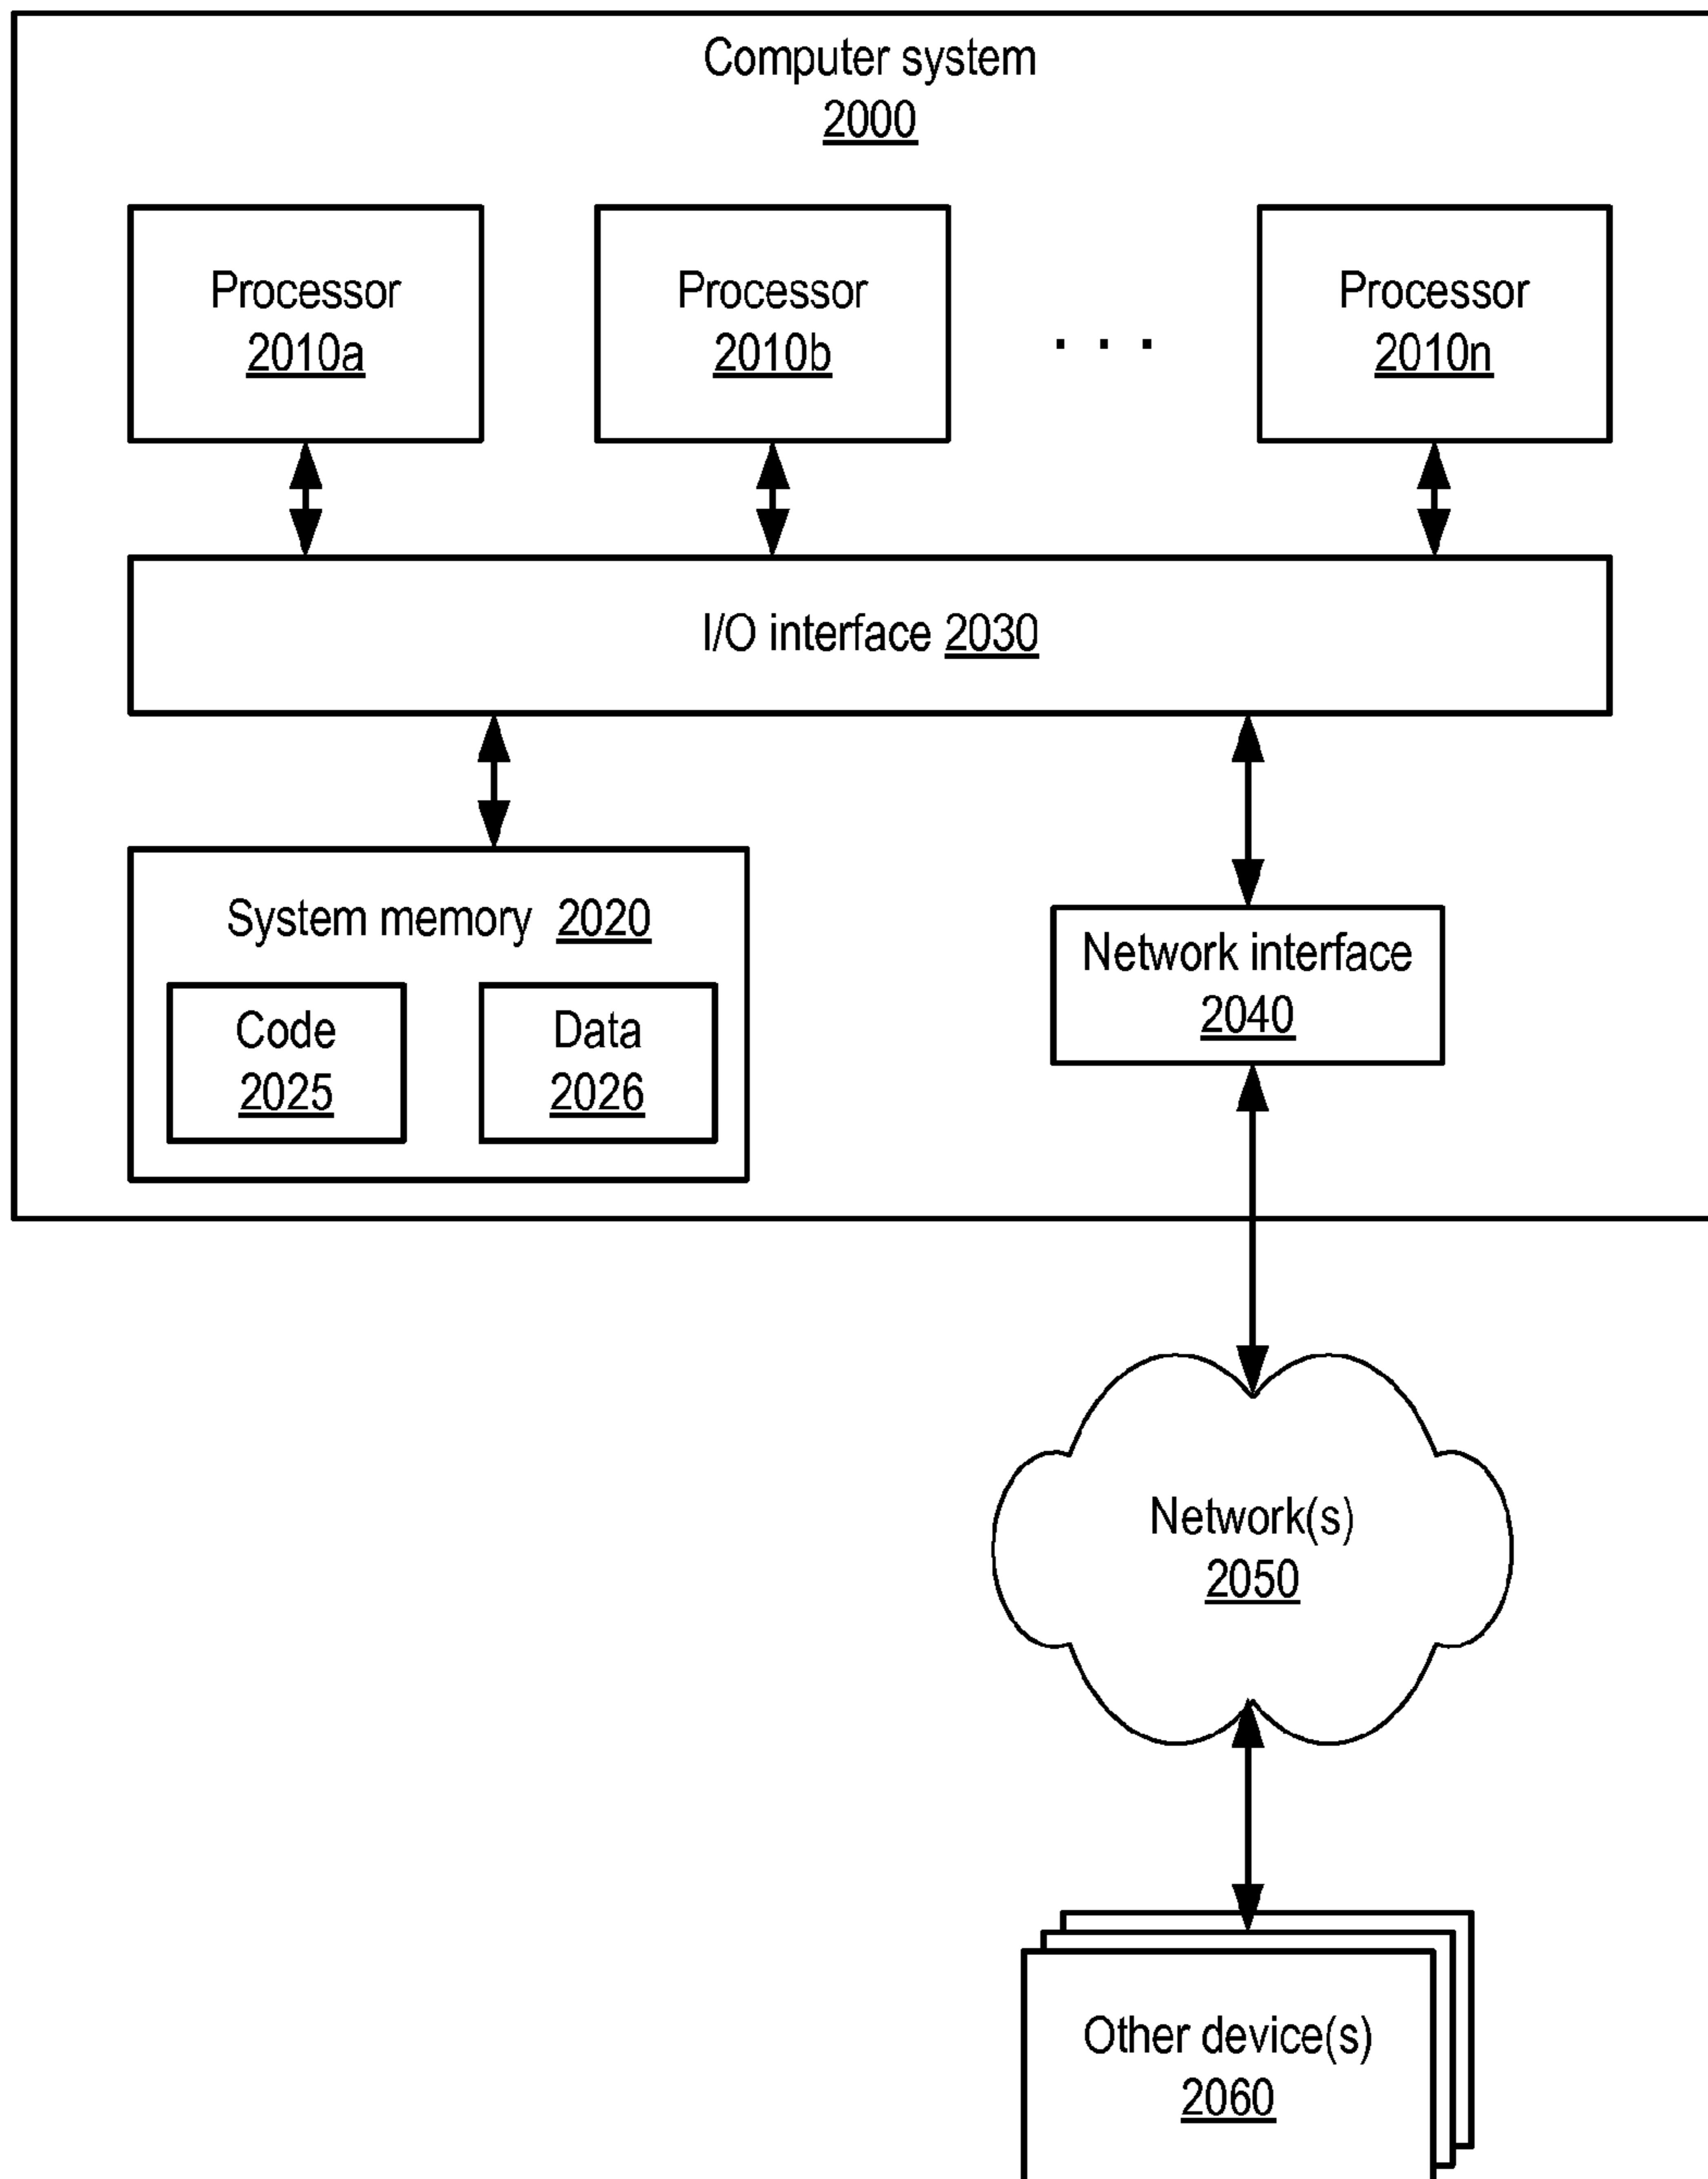 Computer system
2000
Processor
2010a
Processor
2010b
. . .
Processor
2010n
I/O interface 2030
System memory 2020
Code
2025
Data
2026
Network interface
2040
Network(s)
2050
Other device(s)
2060